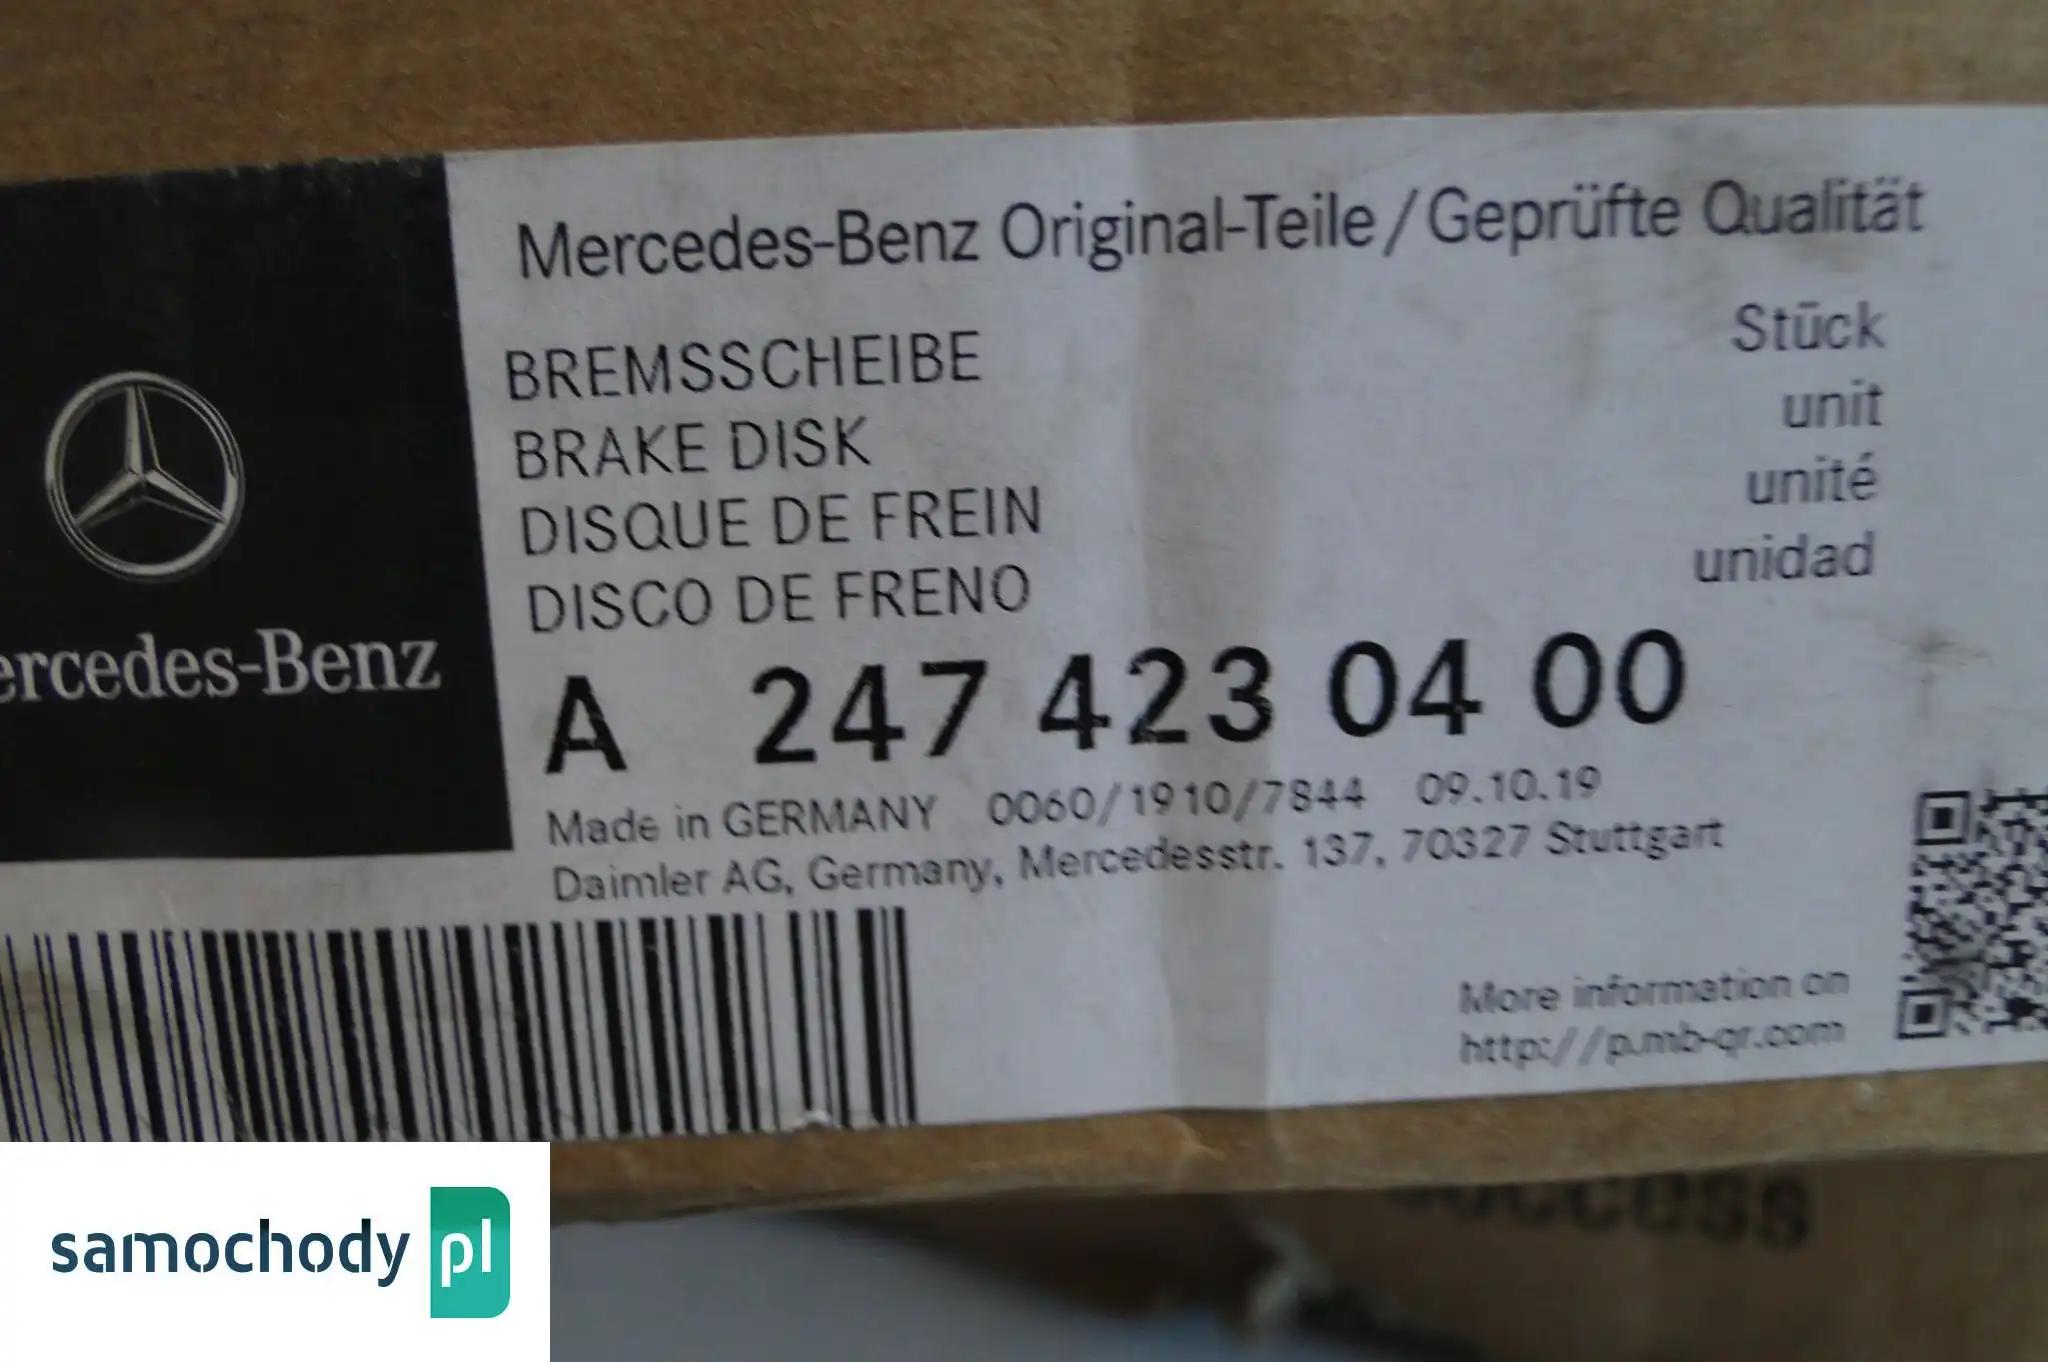 Mercedes-Benz Original-Teile/Geprüfte Qualität
BREMSSCHEIBE
BRAKE DISK
DISQUE DE FREIN
DISCO DE FRENO
Stück
unit
unité
unidad
ercedes-Benz
A 247 423 04 00
Made in GERMANY 0060/1910/7844 09.10.19
Daimler AG, Germany, Mercedesstr. 137, 70327 Stuttgart
More information on
http://p.mb-qr.com
samochody pl